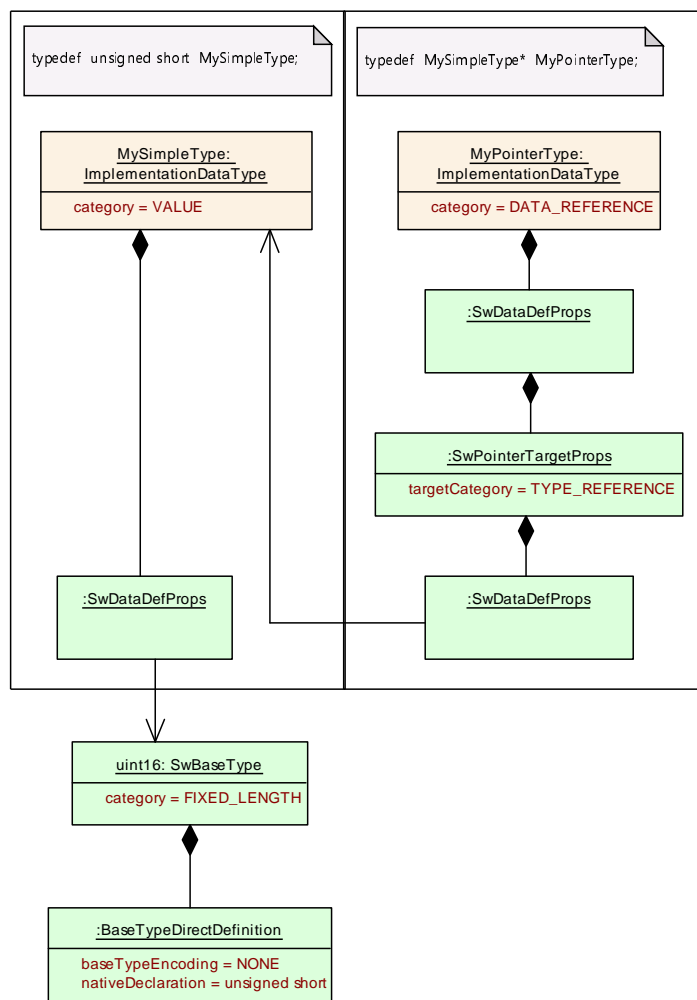 typedef unsigned short MySimpleType;
typedef MySimpleType* MyPointerType;
MySimpleType:
ImplementationDataType
category = VALUE
MyPointerType:
ImplementationDataType
category = DATA_REFERENCE
:SwDataDefProps
:SwPointerTargetProps
targetCategory = TYPE_REFERENCE
:SwDataDefProps
:SwDataDefProps
uint16: SwBaseType
category = FIXED_LENGTH
:BaseTypeDirectDefinition
baseTypeEncoding = NONE
nativeDeclaration = unsigned short